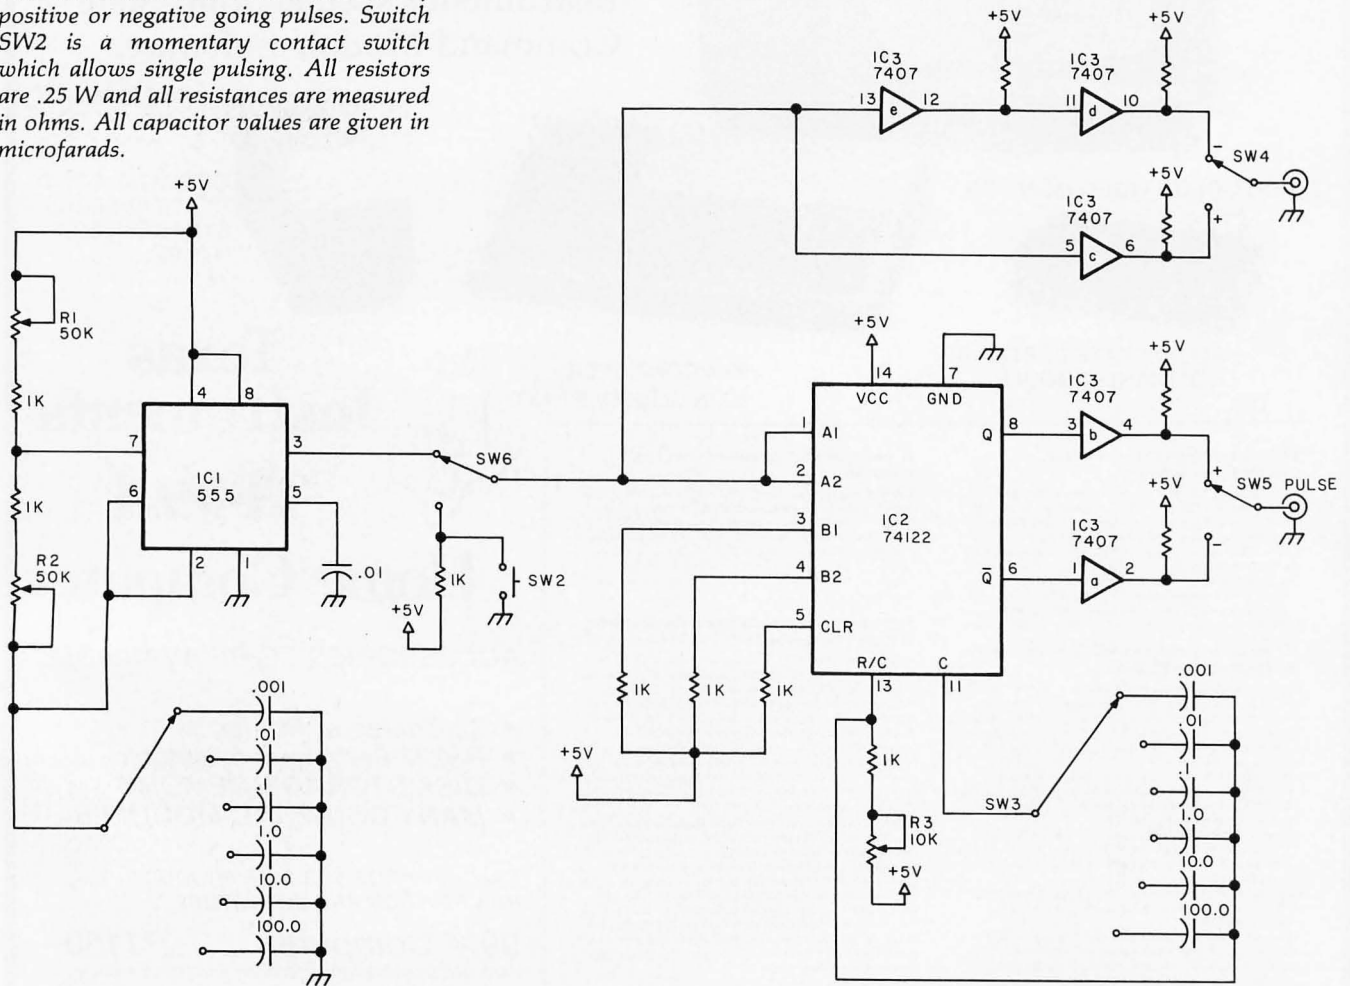 positive or negative going pulses. Switch
SW2 is a momentary contact switch
which allows single pulsing. All resistors
are .25 W and all resistances are measured
in ohms. All capacitor values are given in
microfarads.
+5V
R1
50K
1K
7
1K
6
R2
50K
4 8
IC1
555
2 1
3
5
.01
SW6
1K
SW2
+5V
.001
.01
.1
1.0
10.0
100.0
IC3
7407
13 e 12
+5V
IC3
7407
11 d 10
+5V
-
SW4
+5V
IC3
7407
5 c 6
+
+5V
14
VCC
7
GND
1 A1
2 A2
3 B1
4 B2
5 CLR
IC2
74122
Q 8
Q̅ 6
R/C
13
C
11
IC3
7407
3 b 4
+5V
+
SW5 PULSE
+5V
IC3
7407
1 a 2
-
1K
1K
1K
+5V
1K
R3
10K
+5V
SW3
.001
.01
.1
1.0
10.0
100.0